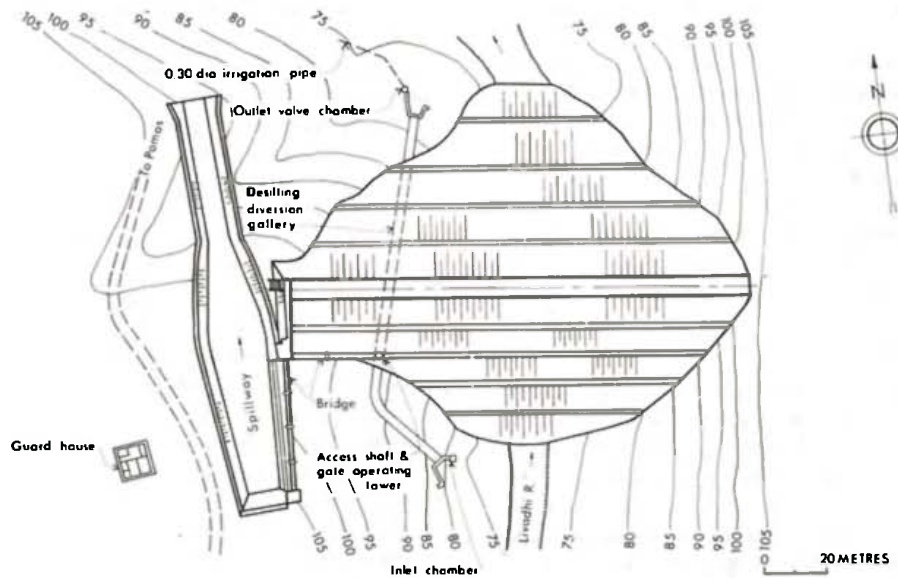 105
100
95
90
85
80
75
75
80
85
90
95
100
105
0.30 dia irrigation pipe
Outlet valve chamber
To Pomos
N
Desilting
diversion
gallery
Spillway
Bridge
Guard house
Access shaft &
gate operating
tower
Livadhi R.
105
100
95
90
85
80
75
75
80
85
90
95
100
105
Inlet chamber
0
20 METRES